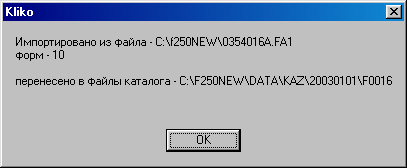 Kliko
Импортировано из файла - C:\f250NEW\0354016A.FA1
форм - 10
перенесено в файлы каталога - C:\F250NEW\DATA\KAZ\20030101\F0016
OK